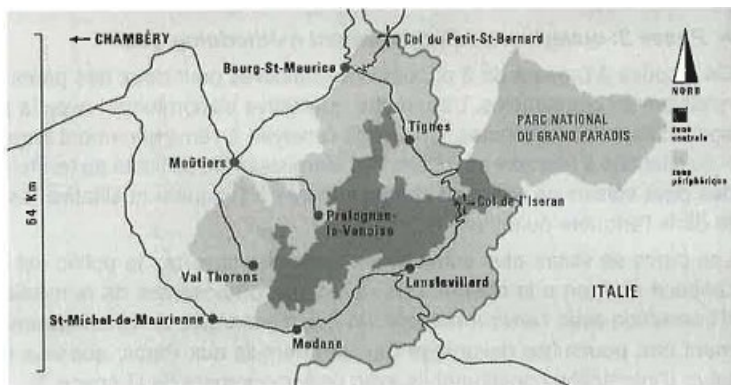 CHAMBÉRY
Col du Petit-St-Bernard
Bourg-St-Maurice
NORD
PARC NATIONAL
DU GRAND PARADIS
Tignes
zone
centrale
Moûtiers
zone
périphérique
64 Km
Col de l'Iseran
Pralognan-
la-Vanoise
Val Thorens
Lanslevillard
ITALIE
St-Michel-de-Maurienne
Modane